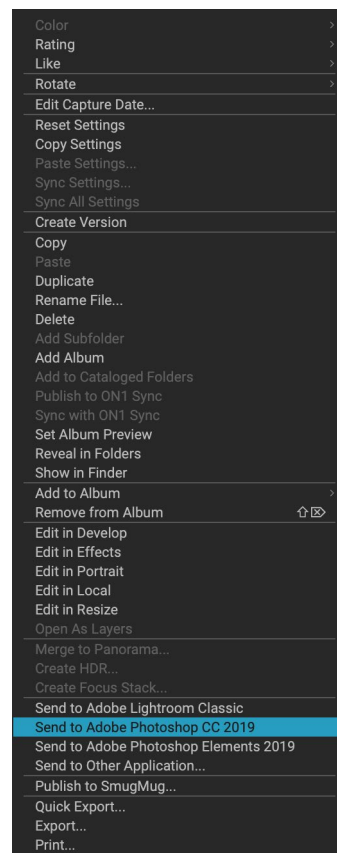 Color
Rating
Like
Rotate
Edit Capture Date...
Reset Settings
Copy Settings
Paste Settings...
Sync Settings...
Sync All Settings
Create Version
Copy
Paste
Duplicate
Rename File...
Delete
Add Subfolder
Add Album
Add to Cataloged Folders
Publish to ON1 Sync
Sync with ON1 Sync
Set Album Preview
Reveal in Folders
Show in Finder
Add to Album
Remove from Album ⇧⌦
Edit in Develop
Edit in Effects
Edit in Portrait
Edit in Local
Edit in Resize
Open As Layers
Merge to Panorama...
Create HDR...
Create Focus Stack...
Send to Adobe Lightroom Classic
Send to Adobe Photoshop CC 2019
Send to Adobe Photoshop Elements 2019
Send to Other Application...
Publish to SmugMug...
Quick Export...
Export...
Print...